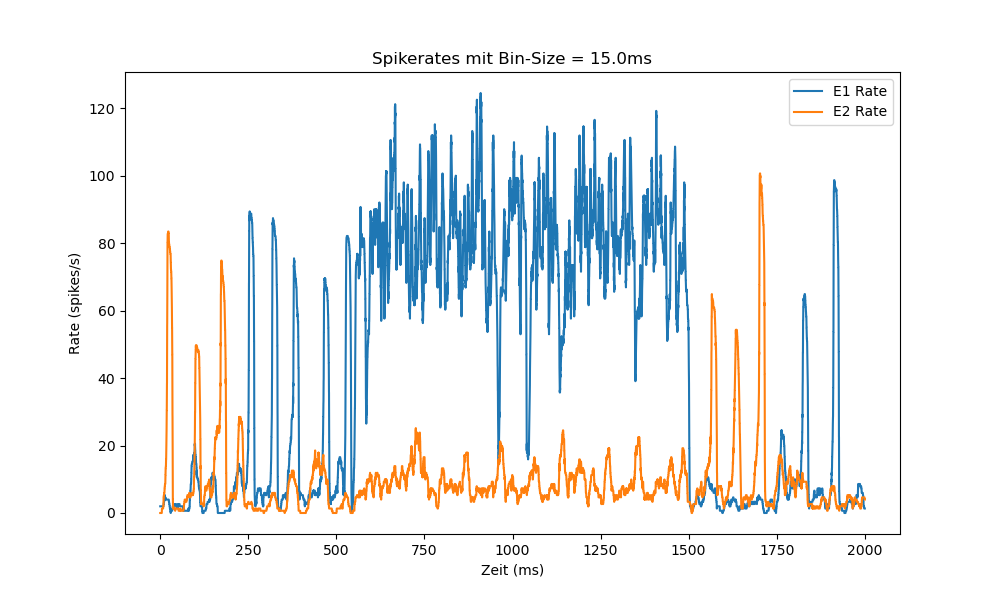 Spikerates mit Bin-Size = 15.0ms
E1 Rate
E2 Rate
Rate (spikes/s)
120
100
80
60
40
20
0
0 250 500 750 1000 1250 1500 1750 2000
Zeit (ms)